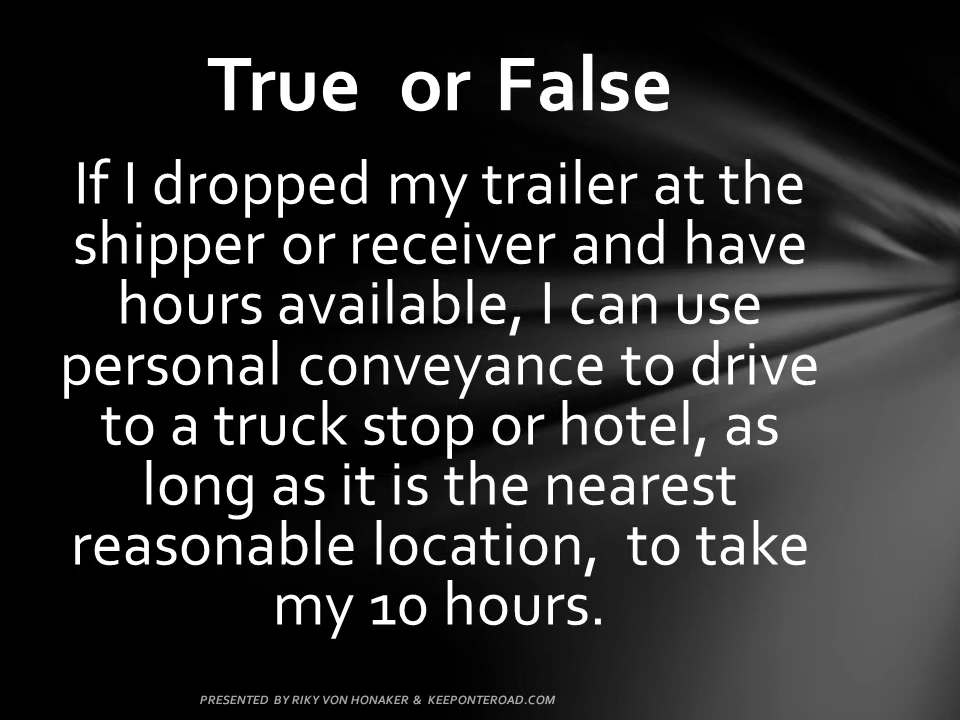 True or False
If I dropped my trailer at the
shipper or receiver and have
hours available, I can use
personal conveyance to drive
to a truck stop or hotel, as
long as it is the nearest
reasonable location, to take
my 10 hours.
PRESENTED BY RIKY VON HONAKER & KEEPONTEROAD.COM